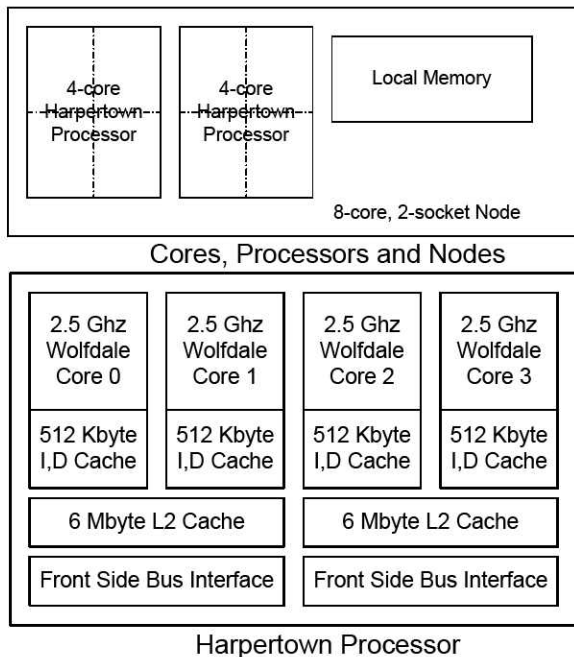 4-core
Harpertown
Processor
4-core
Harpertown
Processor
Local Memory
8-core, 2-socket Node
Cores, Processors and Nodes
2.5 Ghz
Wolfdale
Core 0
2.5 Ghz
Wolfdale
Core 1
2.5 Ghz
Wolfdale
Core 2
2.5 Ghz
Wolfdale
Core 3
512 Kbyte
I,D Cache
512 Kbyte
I,D Cache
512 Kbyte
I,D Cache
512 Kbyte
I,D Cache
6 Mbyte L2 Cache
6 Mbyte L2 Cache
Front Side Bus Interface
Front Side Bus Interface
Harpertown Processor